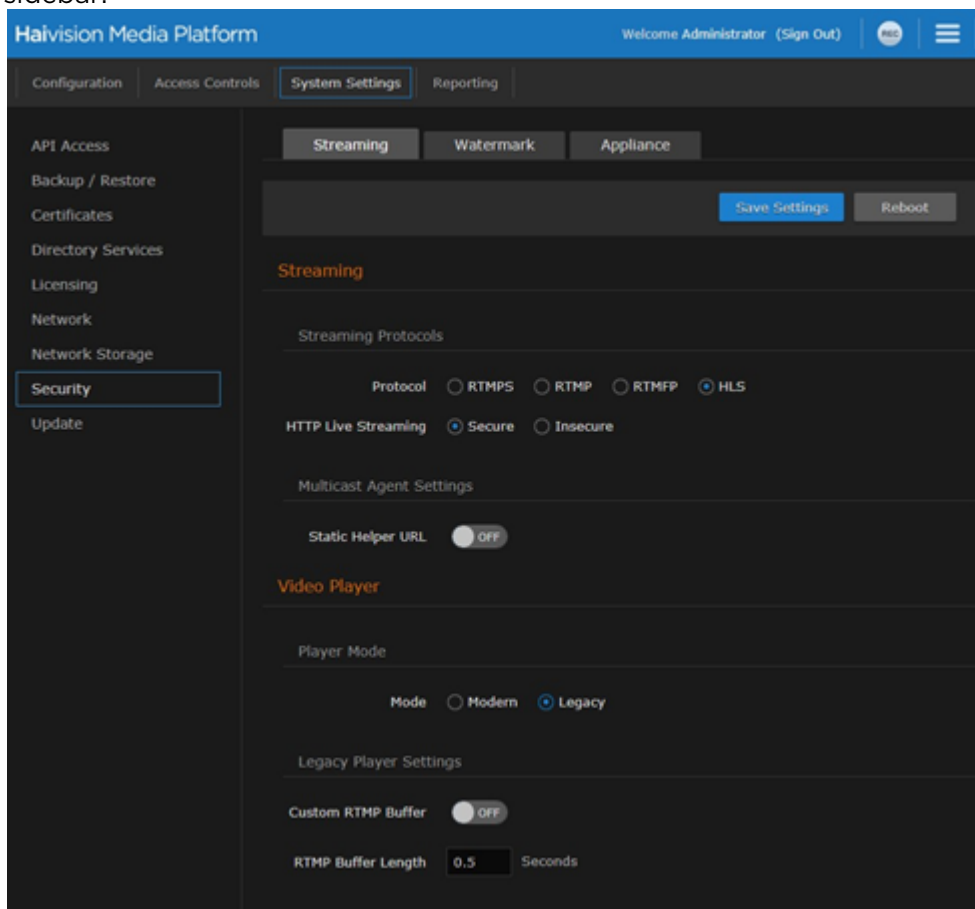 sidebar.
Haivision Media Platform Welcome Administrator (Sign Out) REC
Configuration Access Controls System Settings Reporting
API Access
Backup / Restore
Certificates
Directory Services
Licensing
Network
Network Storage
Security
Update
Streaming Watermark Appliance
Save Settings Reboot
Streaming
Streaming Protocols
Protocol RTMPS RTMP RTMFP HLS
HTTP Live Streaming Secure Insecure
Multicast Agent Settings
Static Helper URL OFF
Video Player
Player Mode
Mode Modern Legacy
Legacy Player Settings
Custom RTMP Buffer OFF
RTMP Buffer Length 0.5 Seconds